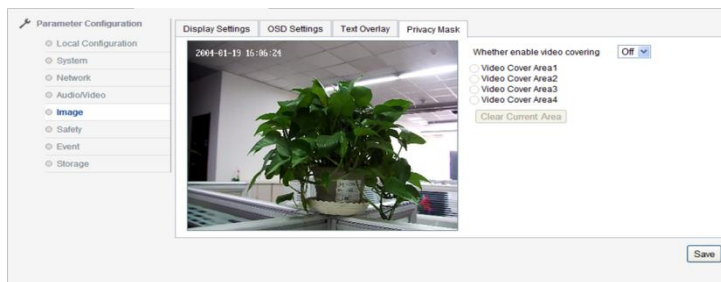 Parameter Configuration
Local Configuration
System
Network
Audio/Video
Image
Safety
Event
Storage
Display Settings
OSD Settings
Text Overlay
Privacy Mask
2004-01-19 16:06:24
Whether enable video covering
Off
Video Cover Area1
Video Cover Area2
Video Cover Area3
Video Cover Area4
Clear Current Area
Save